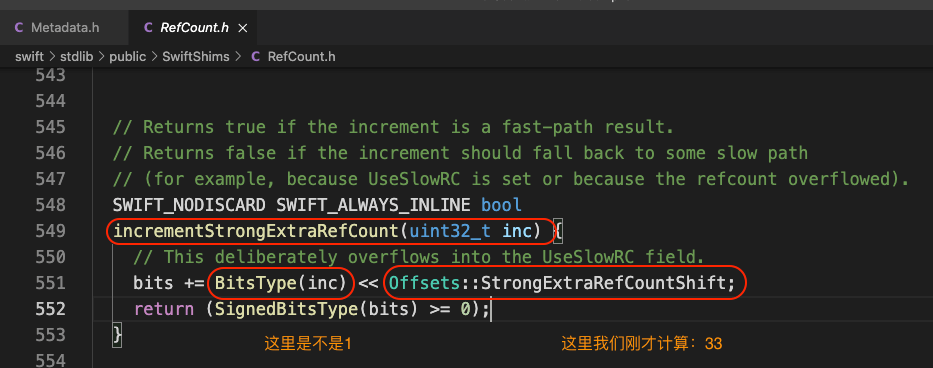 Metadata.h
RefCount.h
swift > stdlib > public > SwiftShims > C RefCount.h
543
544
545 // Returns true if the increment is a fast-path result.
546 // Returns false if the increment should fall back to some slow path
547 // (for example, because UseSlowRC is set or because the refcount overflowed).
548 SWIFT_NODISCARD SWIFT_ALWAYS_INLINE bool
549 incrementStrongExtraRefCount(uint32_t inc) {
550 // This deliberately overflows into the UseSlowRC field.
551 bits += BitsType(inc) << Offsets::StrongExtraRefCountShift;
552 return (SignedBitsType(bits) >= 0);
553 }
这里是不是1 这里我们刚才计算：33
554